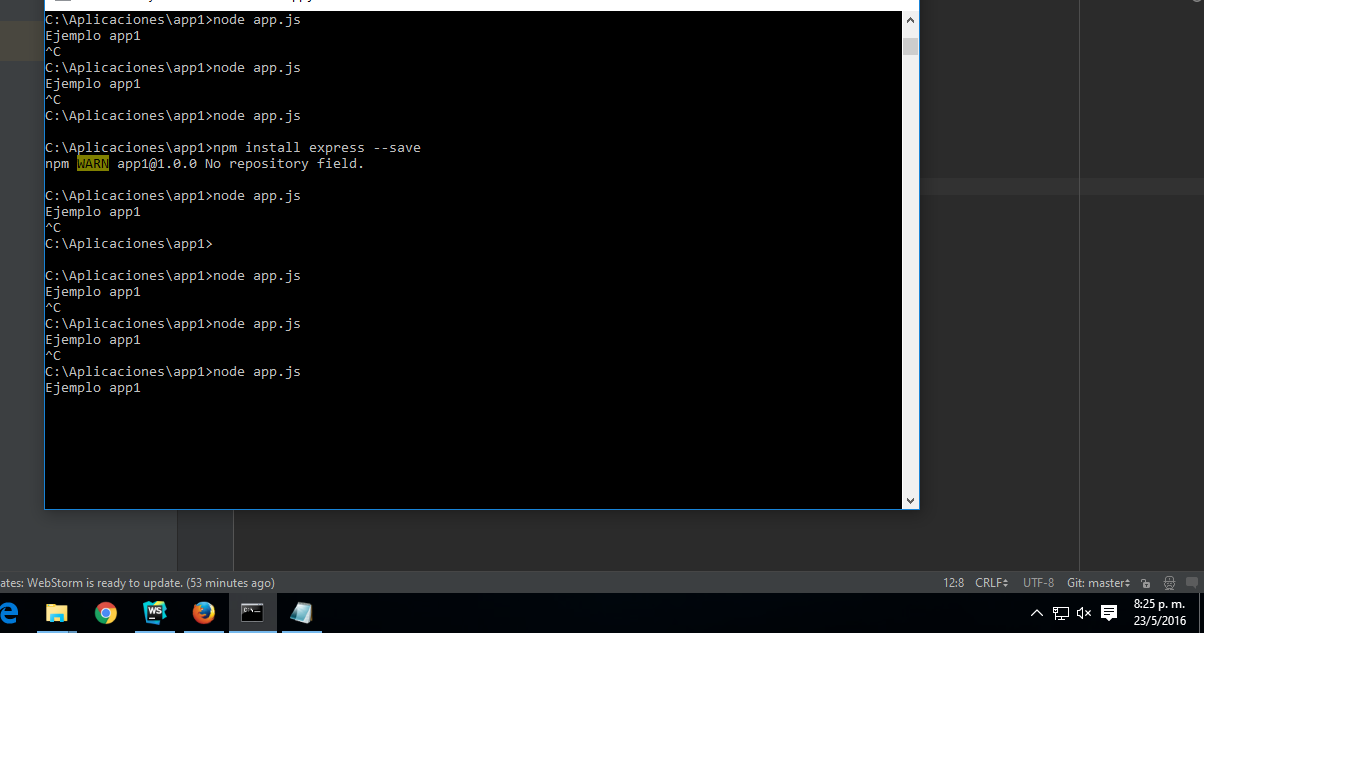 C:\Aplicaciones\app1>node app.js
Ejemplo app1
^C
C:\Aplicaciones\app1>node app.js
Ejemplo app1
^C
C:\Aplicaciones\app1>node app.js
C:\Aplicaciones\app1>npm install express --save
npm WARN app1@1.0.0 No repository field.
C:\Aplicaciones\app1>node app.js
Ejemplo app1
^C
C:\Aplicaciones\app1>
C:\Aplicaciones\app1>node app.js
Ejemplo app1
^C
C:\Aplicaciones\app1>node app.js
Ejemplo app1
^C
C:\Aplicaciones\app1>node app.js
Ejemplo app1
ates: WebStorm is ready to update. (53 minutes ago) 12:8 CRLF UTF-8 Git: master
WS
C:\_
8:25 p. m.
23/5/2016